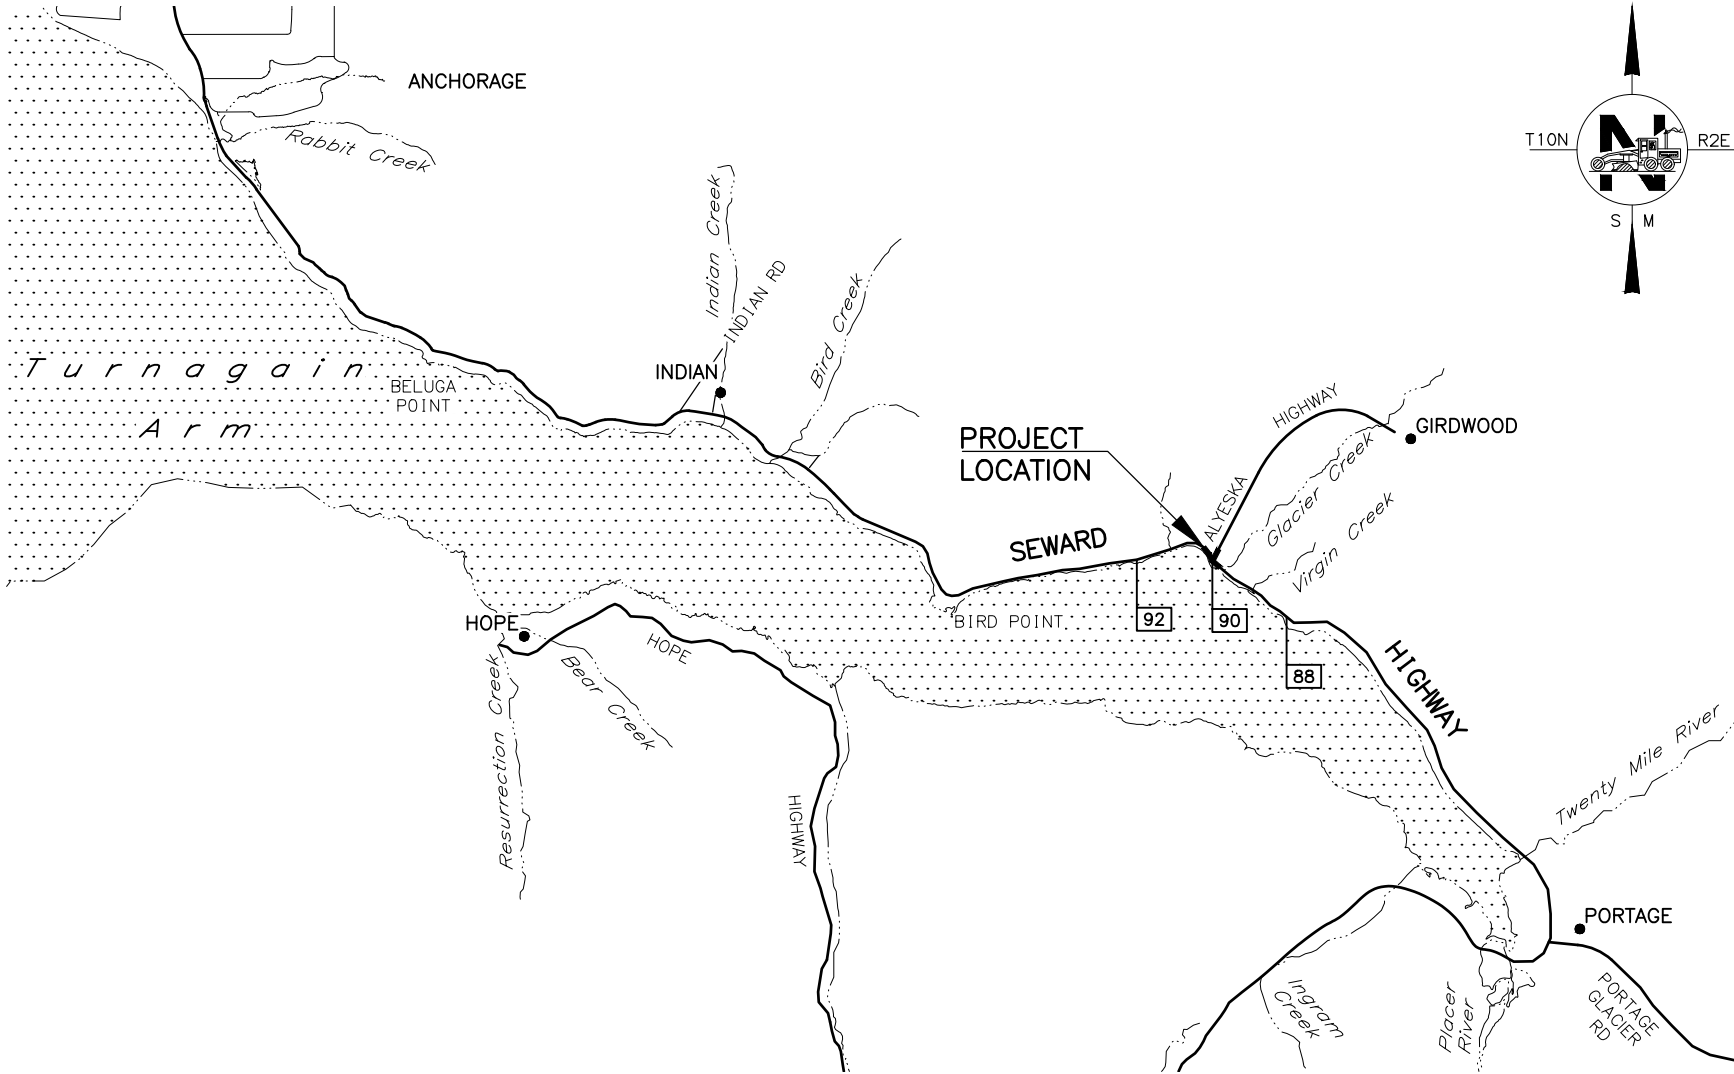 ANCHORAGE
Rabbit Creek
N
T10N
R2E
S M
Indian Creek
INDIAN RD
Bird Creek
INDIAN
Turnagain
Arm
BELUGA
POINT
PROJECT
LOCATION
HIGHWAY
GIRDWOOD
ALYESKA
Glacier Creek
Virgin Creek
SEWARD
HIGHWAY
BIRD POINT
92
90
88
HOPE
HOPE
HIGHWAY
Bear Creek
Resurrection Creek
Twenty Mile River
PORTAGE
PORTAGE
GLACIER
RD
Ingram
Creek
Placer
River